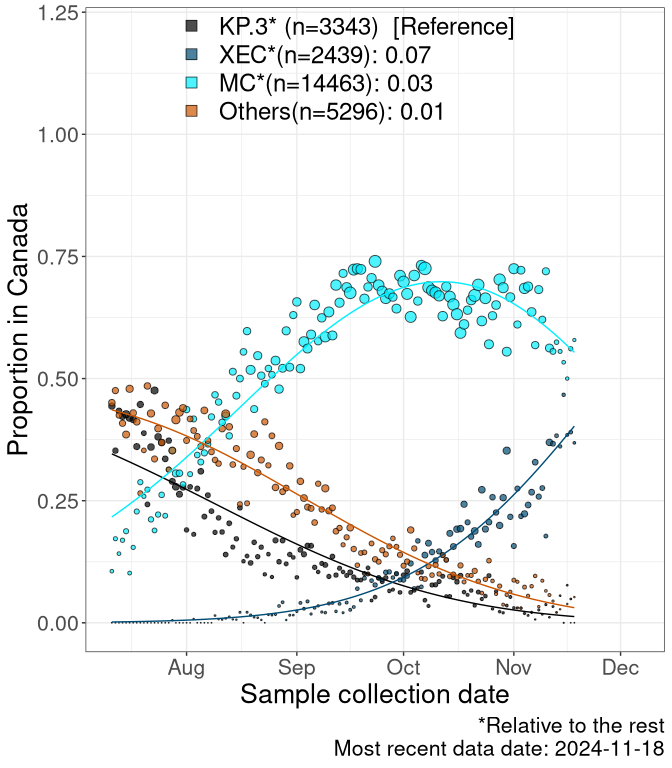 KP.3* (n=3343)  [Reference]
XEC*(n=2439): 0.07
MC*(n=14463): 0.03
Others(n=5296): 0.01
Proportion in Canada
1.25
1.00
0.75
0.50
0.25
0.00
Aug Sep Oct Nov Dec
Sample collection date
*Relative to the rest
Most recent data date: 2024-11-18